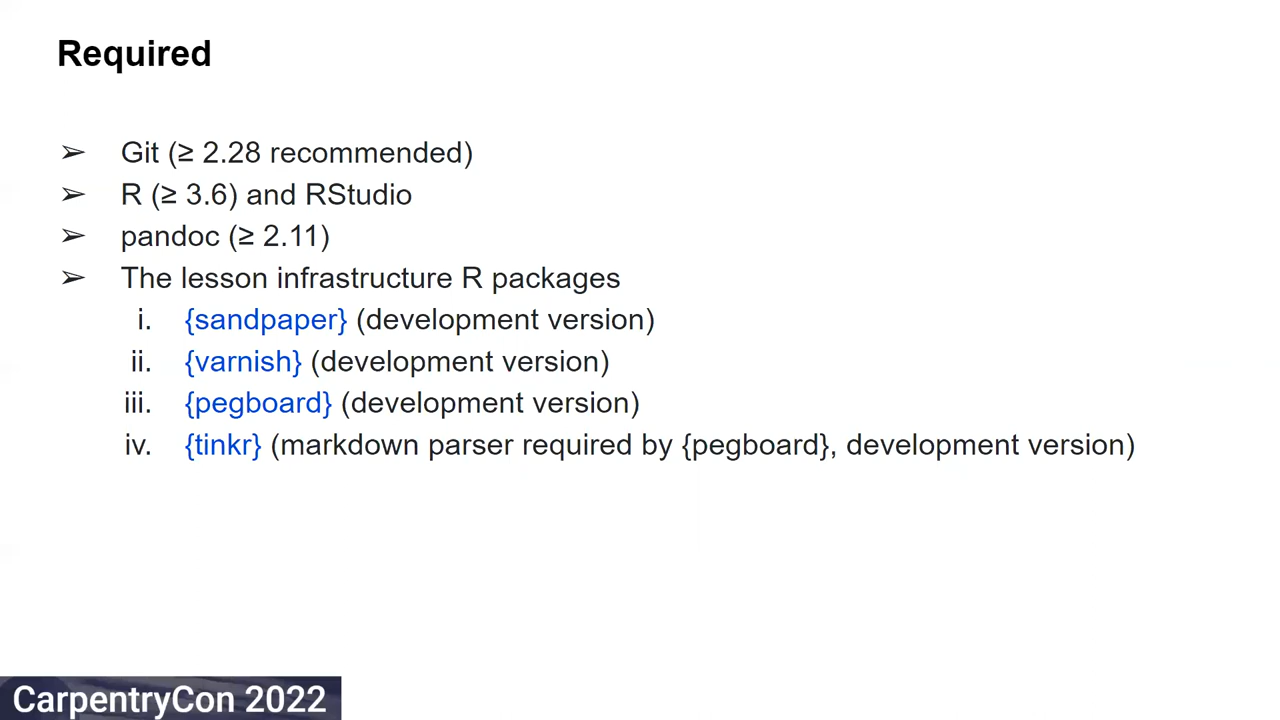 Required
➢ Git (≥ 2.28 recommended)
➢ R (≥ 3.6) and RStudio
➢ pandoc (≥ 2.11)
➢ The lesson infrastructure R packages
i. {sandpaper} (development version)
ii. {varnish} (development version)
iii. {pegboard} (development version)
iv. {tinkr} (markdown parser required by {pegboard}, development version)
CarpentryCon 2022